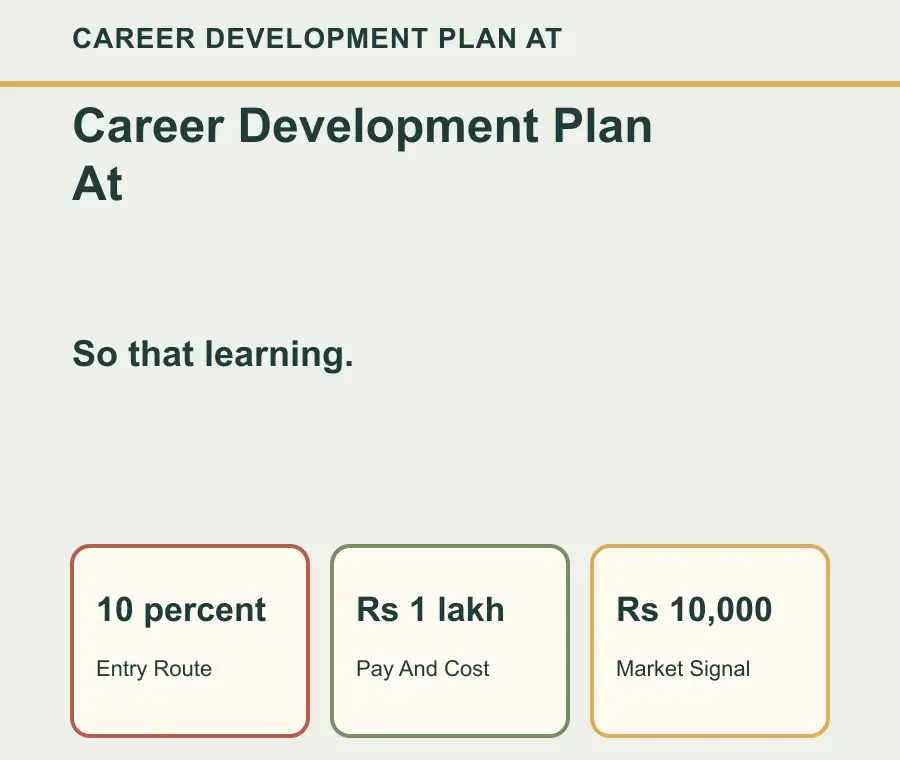 CAREER DEVELOPMENT PLAN AT
Career Development Plan
At
So that learning.
10 percent
Entry Route
Rs 1 lakh
Pay And Cost
Rs 10,000
Market Signal